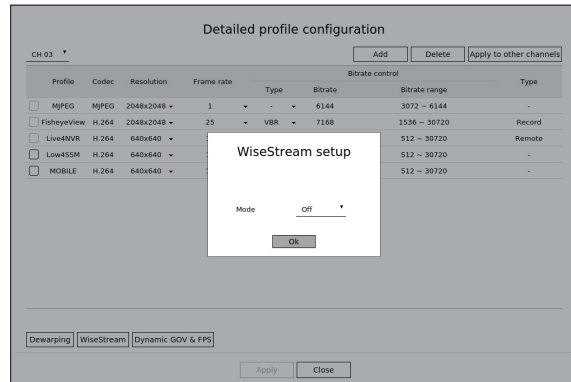 Detailed profile configuration
CH 03
Add Delete Apply to other channels
Profile Codec Resolution Frame rate Bitrate control Type
Type Bitrate Bitrate range
MJPEG MJPEG 2048x2048 1 - 6144 3072 ~ 6144 -
FisheyeView H.264 2048x2048 25 VBR 7168 1536 ~ 30720 Record
Live4NVR H.264 640x640 512 ~ 30720 Remote
Low4SSM H.264 640x640 512 ~ 30720 -
MOBILE H.264 640x640 512 ~ 30720 -
WiseStream setup
Mode Off
Ok
Dewarping WiseStream Dynamic GOV & FPS
Apply Close